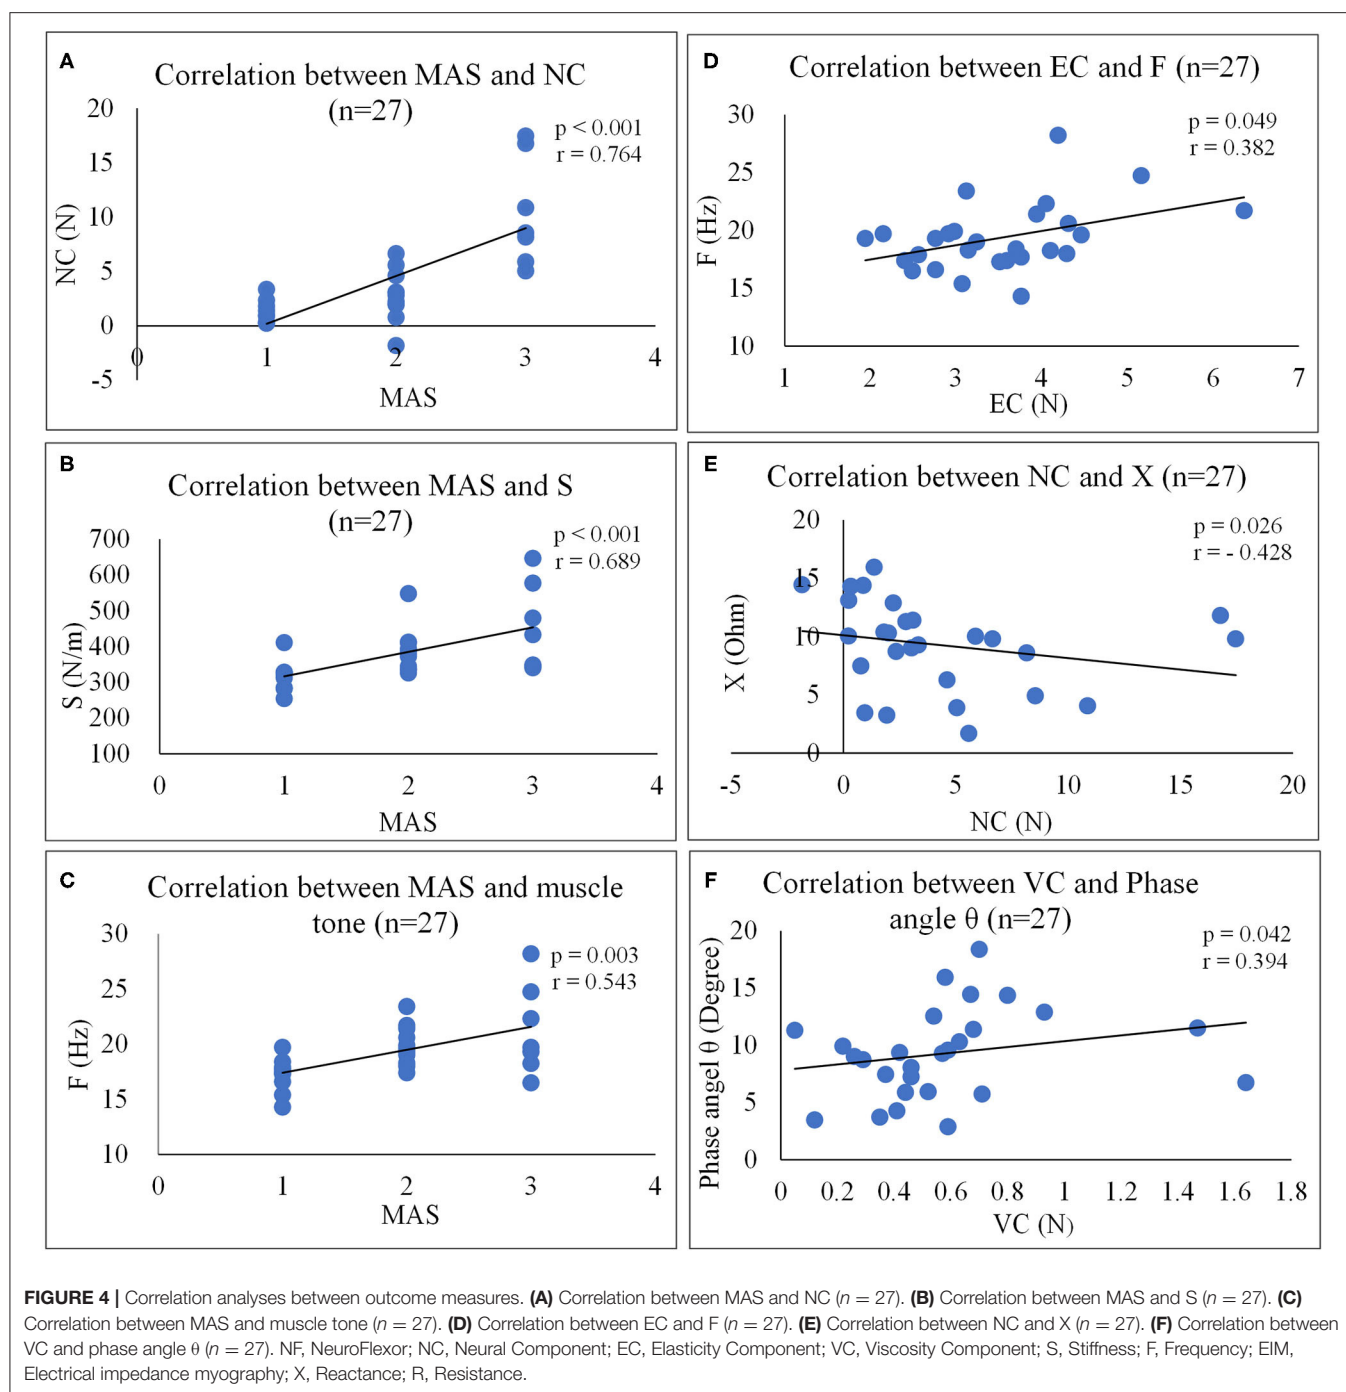 A
Correlation between MAS and NC
(n=27)
p < 0.001
r = 0.764
20
15
10
5
0
-5
NC (N)
0 1 2 3 4
MAS
B
Correlation between MAS and S
(n=27)
p < 0.001
r = 0.689
700
600
500
400
300
200
100
S (N/m)
0 1 2 3 4
MAS
C
Correlation between MAS and muscle
tone (n=27)
p = 0.003
r = 0.543
30
25
20
15
10
F (Hz)
0 1 2 3 4
MAS
D
Correlation between EC and F (n=27)
p = 0.049
r = 0.382
30
25
20
15
10
F (Hz)
1 2 3 4 5 6 7
EC (N)
E
Correlation between NC and X (n=27)
p = 0.026
r = - 0.428
20
15
10
5
0
X (Ohm)
-5 0 5 10 15 20
NC (N)
F
Correlation between VC and Phase
angle θ (n=27)
p = 0.042
r = 0.394
20
15
10
5
0
Phase angel θ (Degree)
0 0.2 0.4 0.6 0.8 1 1.2 1.4 1.6 1.8
VC (N)
FIGURE 4 | Correlation analyses between outcome measures. (A) Correlation between MAS and NC (n = 27). (B) Correlation between MAS and S (n = 27). (C)
Correlation between MAS and muscle tone (n = 27). (D) Correlation between EC and F (n = 27). (E) Correlation between NC and X (n = 27). (F) Correlation between
VC and phase angle θ (n = 27). NF, NeuroFlexor; NC, Neural Component; EC, Elasticity Component; VC, Viscosity Component; S, Stiffness; F, Frequency; EIM,
Electrical impedance myography; X, Reactance; R, Resistance.